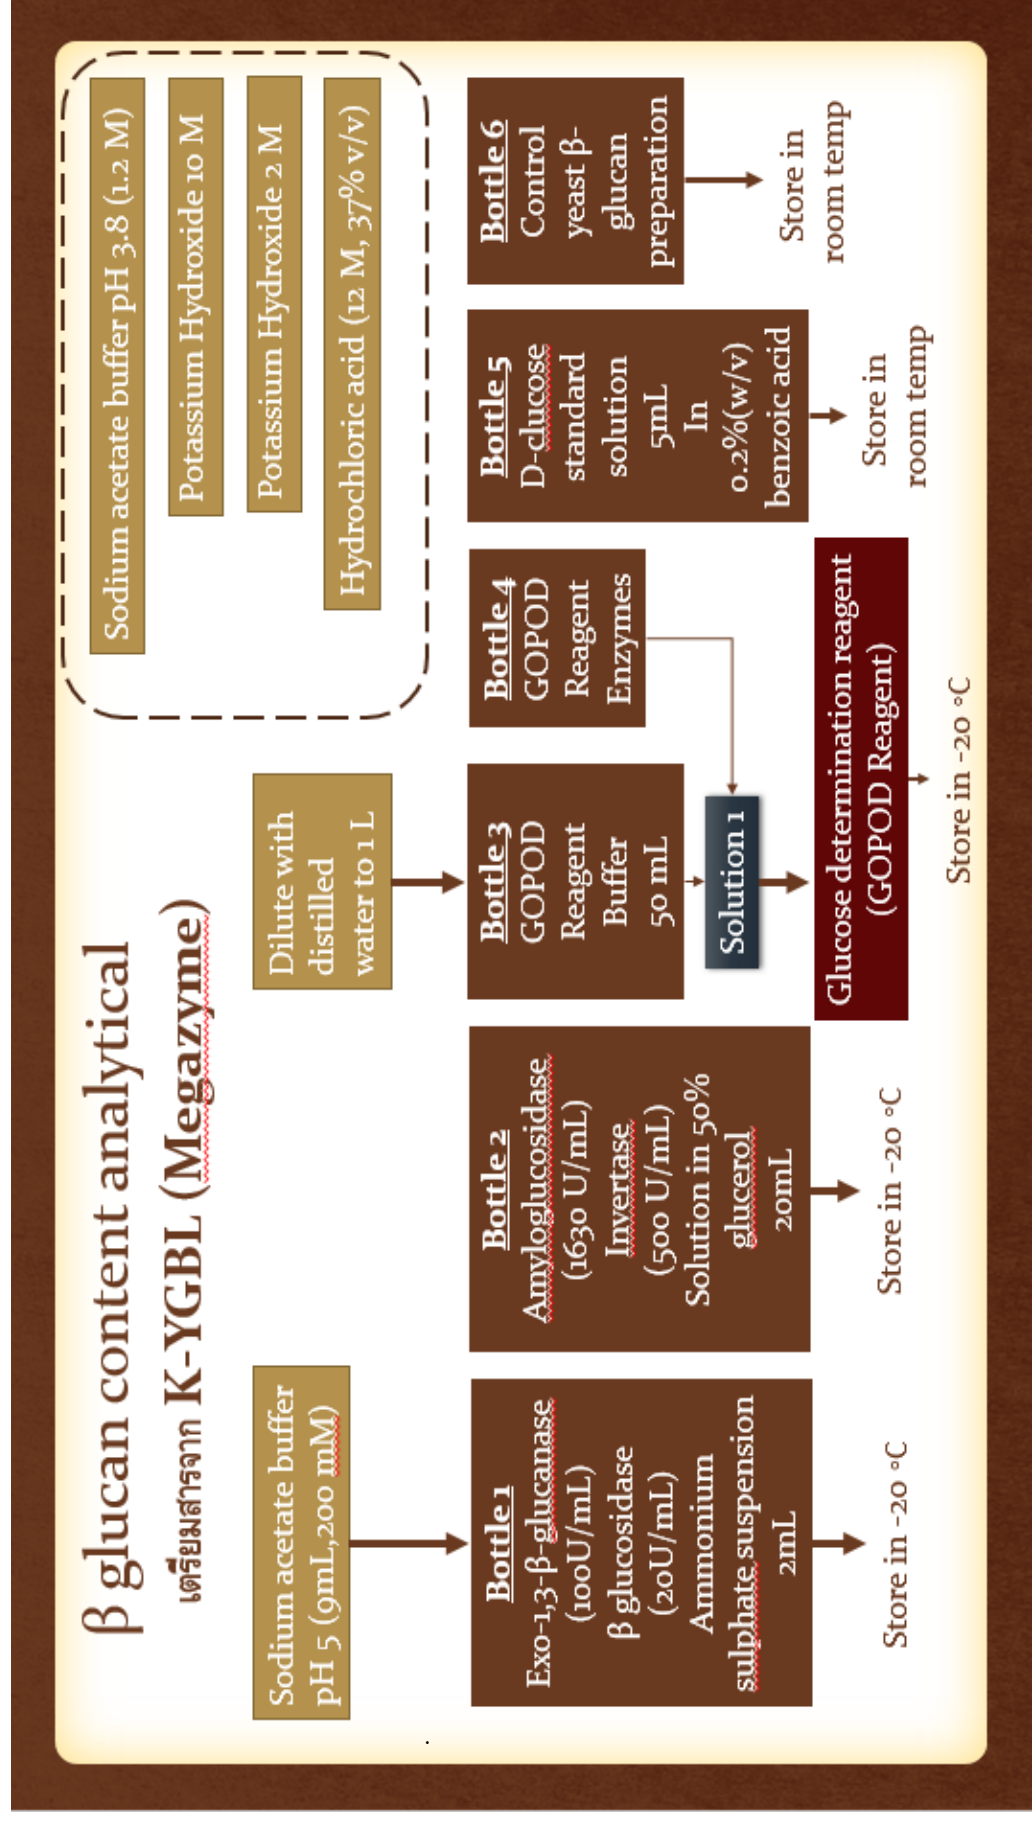 β glucan content analytical
เตรียมสารจาก K-YGBL (Megazyme)
Sodium acetate buffer pH 3.8 (1.2 M)
Potassium Hydroxide 10 M
Potassium Hydroxide 2 M
Hydrochloric acid (12 M, 37% v/v)
Sodium acetate buffer
pH 5 (9mL,200 mM)
Dilute with
distilled
water to 1 L
Bottle 1
Exo-1,3-β-glucanase
(100U/mL)
β glucosidase
(20U/mL)
Ammonium
sulphate suspension
2mL
Store in -20 °C
Bottle 2
Amyloglucosidase
(1630 U/mL)
Invertase
(500 U/mL)
Solution in 50%
glucerol
20mL
Store in -20 °C
Bottle 3
GOPOD
Reagent
Buffer
50 mL
Bottle 4
GOPOD
Reagent
Enzymes
Solution 1
Glucose determination reagent
(GOPOD Reagent)
Store in -20 °C
Bottle 5
D-clucose
standard
solution
5mL
In
0.2%(w/v)
benzoic acid
Store in
room temp
Bottle 6
Control
yeast β-
glucan
preparation
Store in
room temp